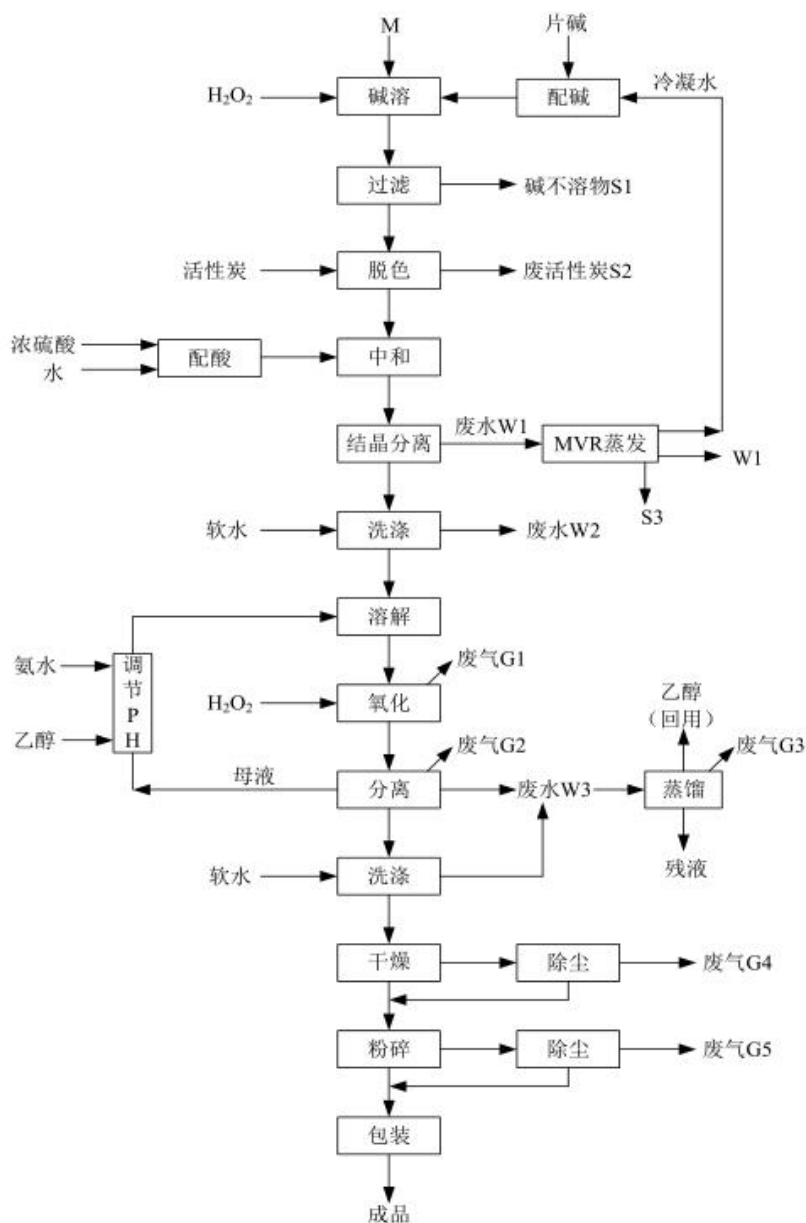 M
片碱
H₂O₂
碱溶
配碱
冷凝水
过滤
碱不溶物S1
活性炭
脱色
废活性炭S2
浓硫酸
水
配酸
中和
结晶分离
废水W1
MVR蒸发
W1
S3
软水
洗涤
废水W2
溶解
氨水
乙醇
调
节
P
H
废气G1
H₂O₂
氧化
乙醇
（回用）
废气G2
废气G3
母液
分离
废水W3
蒸馏
残液
软水
洗涤
干燥
除尘
废气G4
粉碎
除尘
废气G5
包装
成品